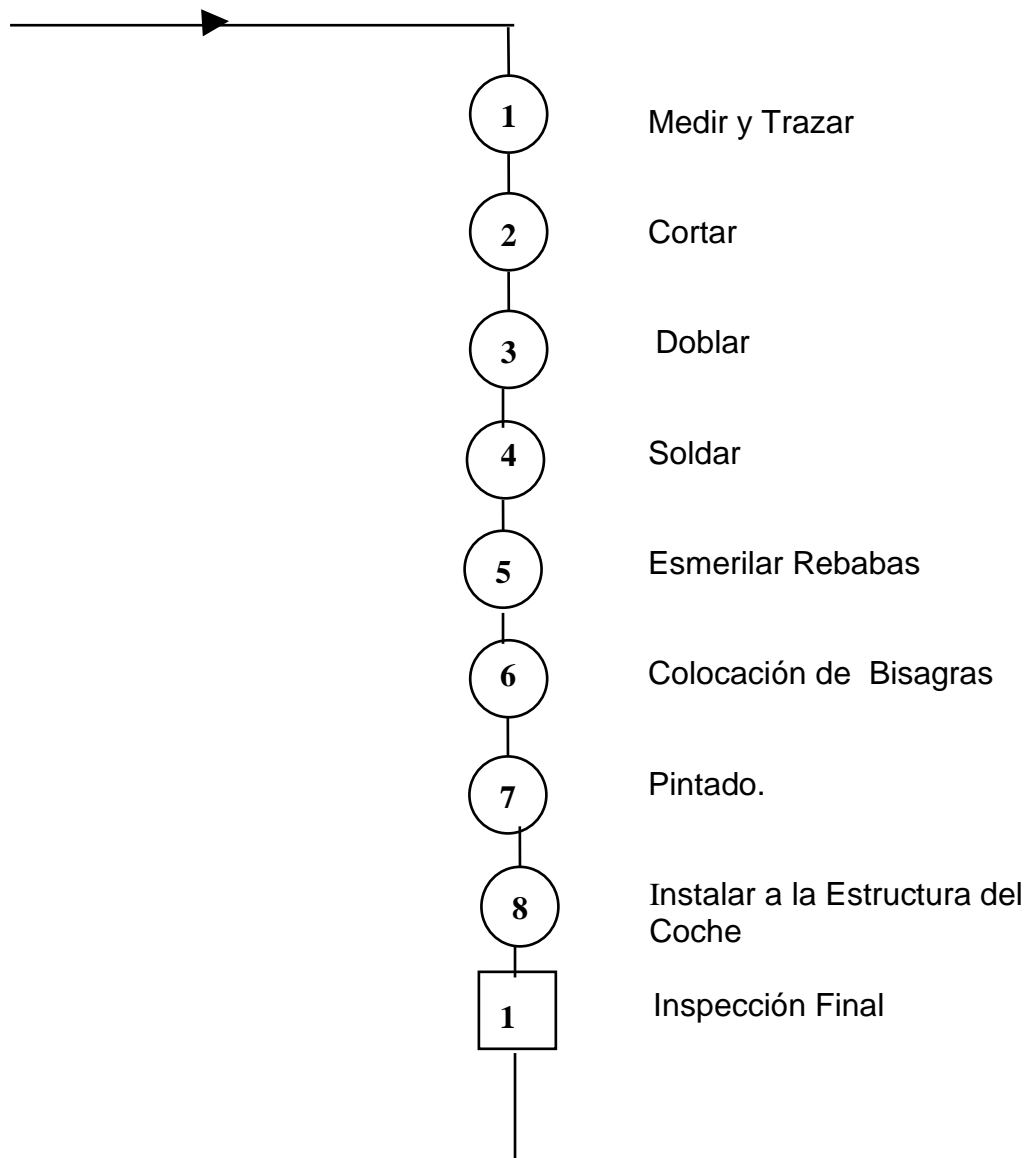 1 Medir y Trazar
2 Cortar
3 Doblar
4 Soldar
5 Esmerilar Rebabas
6 Colocación de Bisagras
7 Pintado.
8 Instalar a la Estructura del
Coche
1 Inspección Final